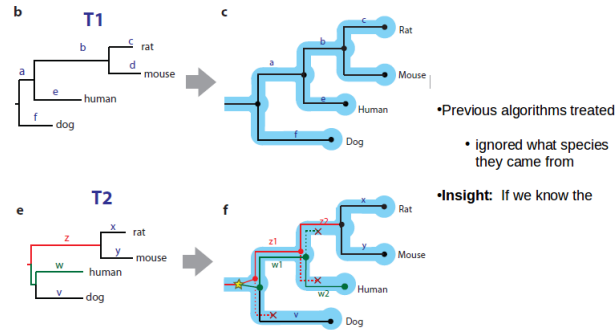 b T1 c
a
b
c
d
e
f
rat
mouse
human
dog
a
b
c
d
e
f
Rat
Mouse
Human
Dog
•Previous algorithms treated
• ignored what species
they came from
•Insight: If we know the
e T2 f
z
x
y
w
v
rat
mouse
human
dog
z1
z2
w1
w2
x
y
v
Rat
Mouse
Human
Dog